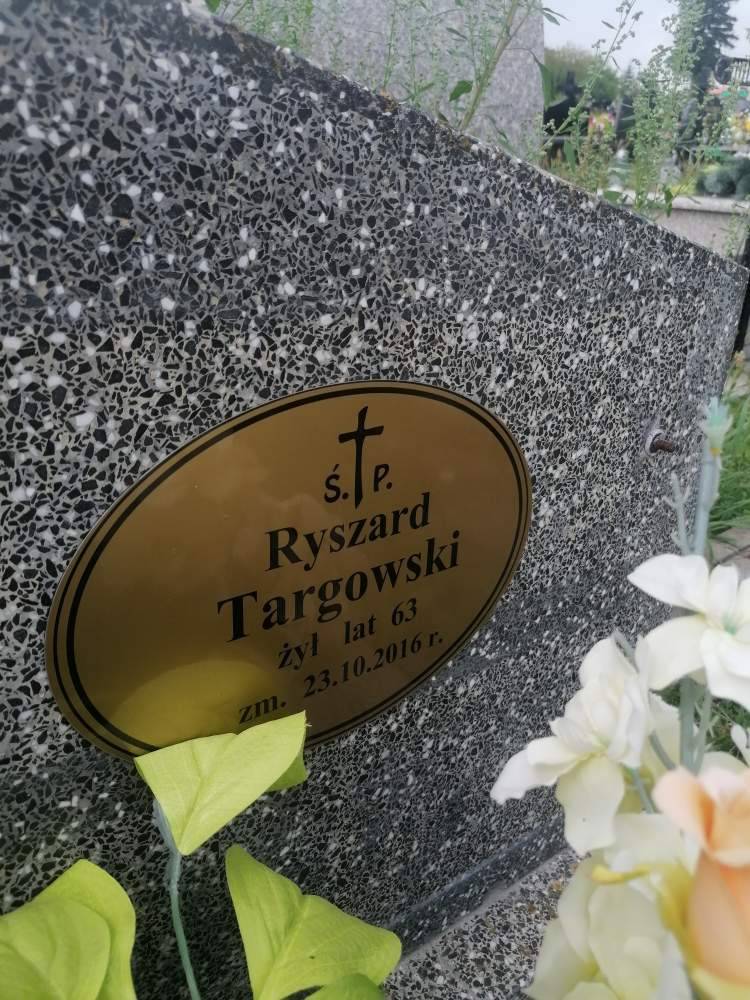 Ś. P.
Ryszard
Targowski
żył lat 63
zm. 23.10.2016 r.